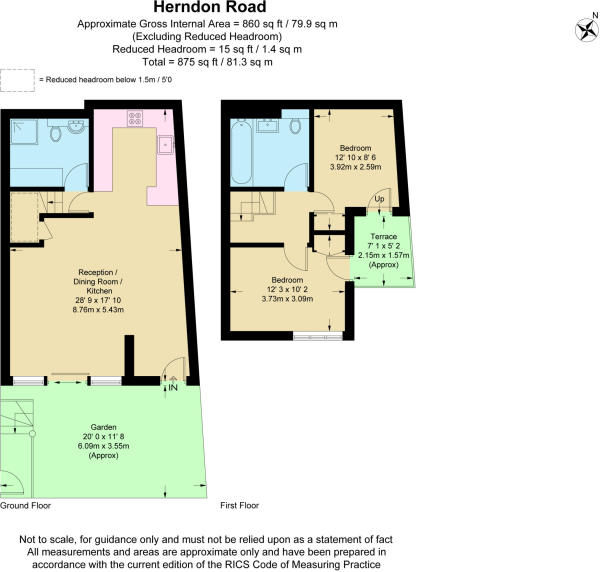 Herndon Road
N
Approximate Gross Internal Area = 860 sq ft / 79.9 sq m
(Excluding Reduced Headroom)
Reduced Headroom = 15 sq ft / 1.4 sq m
Total = 875 sq ft / 81.3 sq m
= Reduced headroom below 1.5m / 5'0
Reception /
Dining Room /
Kitchen
28' 9 x 17' 10
8.76m x 5.43m
IN
Garden
20' 0 x 11' 8
6.09m x 3.55m
(Approx)
Ground Floor
Bedroom
12' 10 x 8' 6
3.92m x 2.59m
Up
Terrace
7' 1 x 5' 2
2.15m x 1.57m
(Approx)
Bedroom
12' 3 x 10' 2
3.73m x 3.09m
First Floor
Not to scale, for guidance only and must not be relied upon as a statement of fact
All measurements and areas are approximate only and have been prepared in
accordance with the current edition of the RICS Code of Measuring Practice